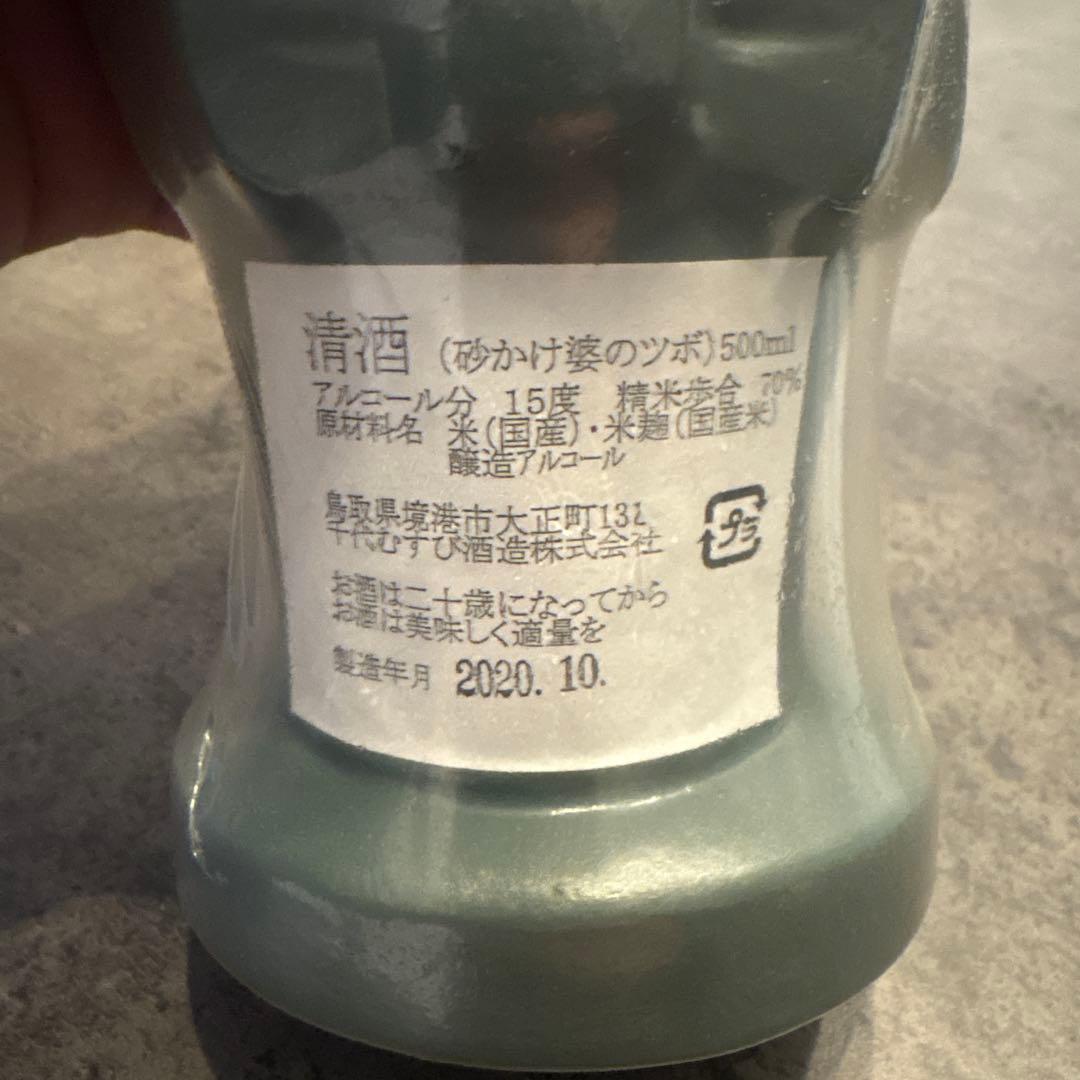 清酒 (砂かけ婆のツボ)500ml
アルコール分 15度 精米歩合 70%
原材料名 米(国産)・米麹(国産米)
醸造アルコール
鳥取県境港市大正町131
千代むすび酒造株式会社
プラ
お酒は二十歳になってから
お酒は美味しく適量を
製造年月 2020. 10.